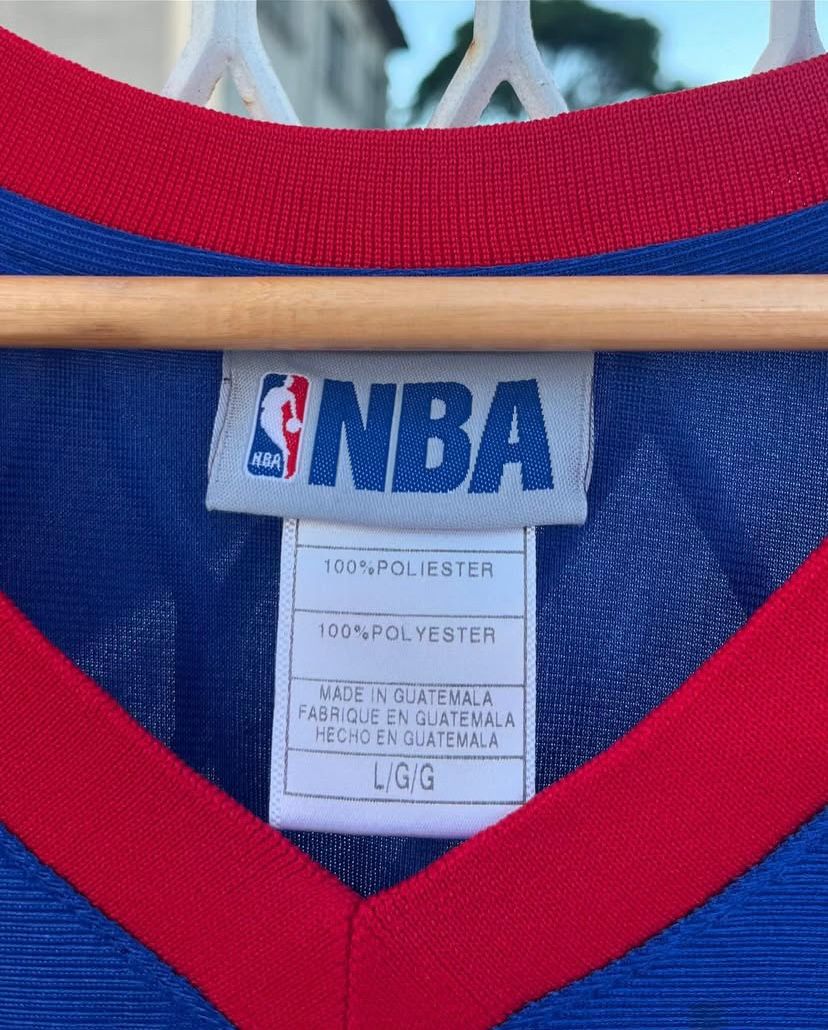 NBA
NBA
100%POLIESTER
100%POLYESTER
MADE IN GUATEMALA
FABRIQUE EN GUATEMALA
HECHO EN GUATEMALA
L/G/G